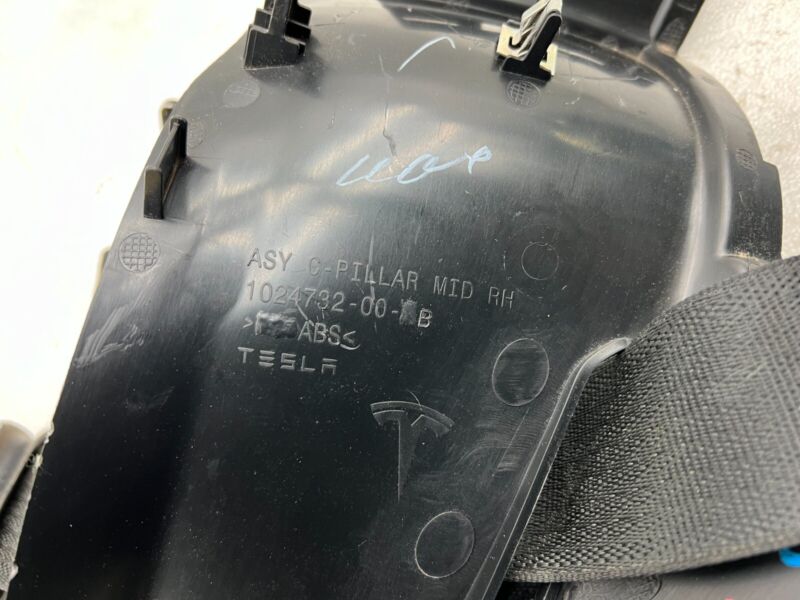 ASY C-PILLAR MID RH
1024732-00- B
ABS<
TESLA